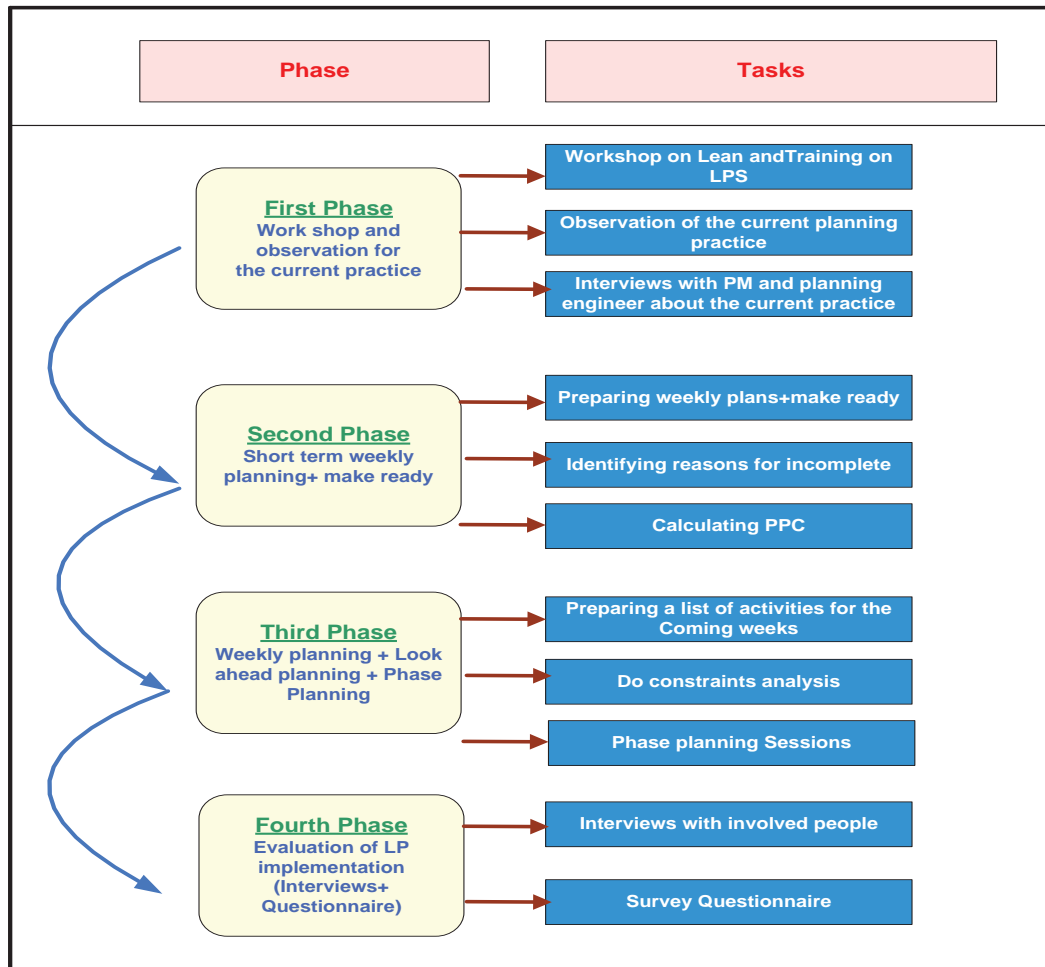 Phase
Tasks
First Phase
Work shop and
observation for
the current practice
Workshop on Lean andTraining on
LPS
Observation of the current planning
practice
Interviews with PM and planning
engineer about the current practice
Second Phase
Short term weekly
planning+ make ready
Preparing weekly plans+make ready
Identifying reasons for incomplete
Calculating PPC
Third Phase
Weekly planning + Look
ahead planning + Phase
Planning
Preparing a list of activities for the
Coming weeks
Do constraints analysis
Phase planning Sessions
Fourth Phase
Evaluation of LP
implementation
(Interviews+
Questionnaire)
Interviews with involved people
Survey Questionnaire